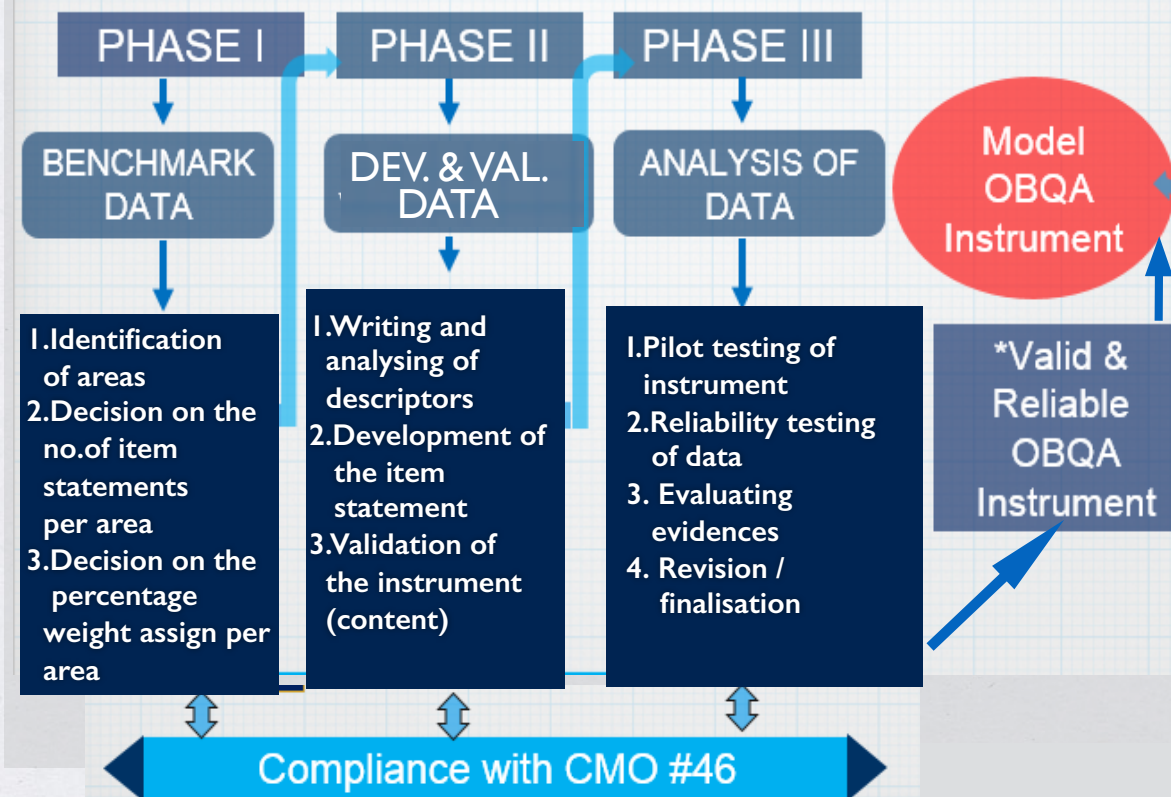 PHASE I
BENCHMARK
DATA
1.Identification
of areas
2.Decision on the
no.of item
statements
per area
3.Decision on the
percentage
weight assign per
area
PHASE II
DEV. & VAL.
DATA
1.Writing and
analysing of
descriptors
2.Development of
the item
statement
3.Validation of
the instrument
(content)
PHASE III
ANALYSIS OF
DATA
1.Pilot testing of
instrument
2.Reliability testing
of data
3. Evaluating
evidences
4. Revision /
finalisation
Model
OBQA
Instrument
*Valid &
Reliable
OBQA
Instrument
Compliance with CMO #46